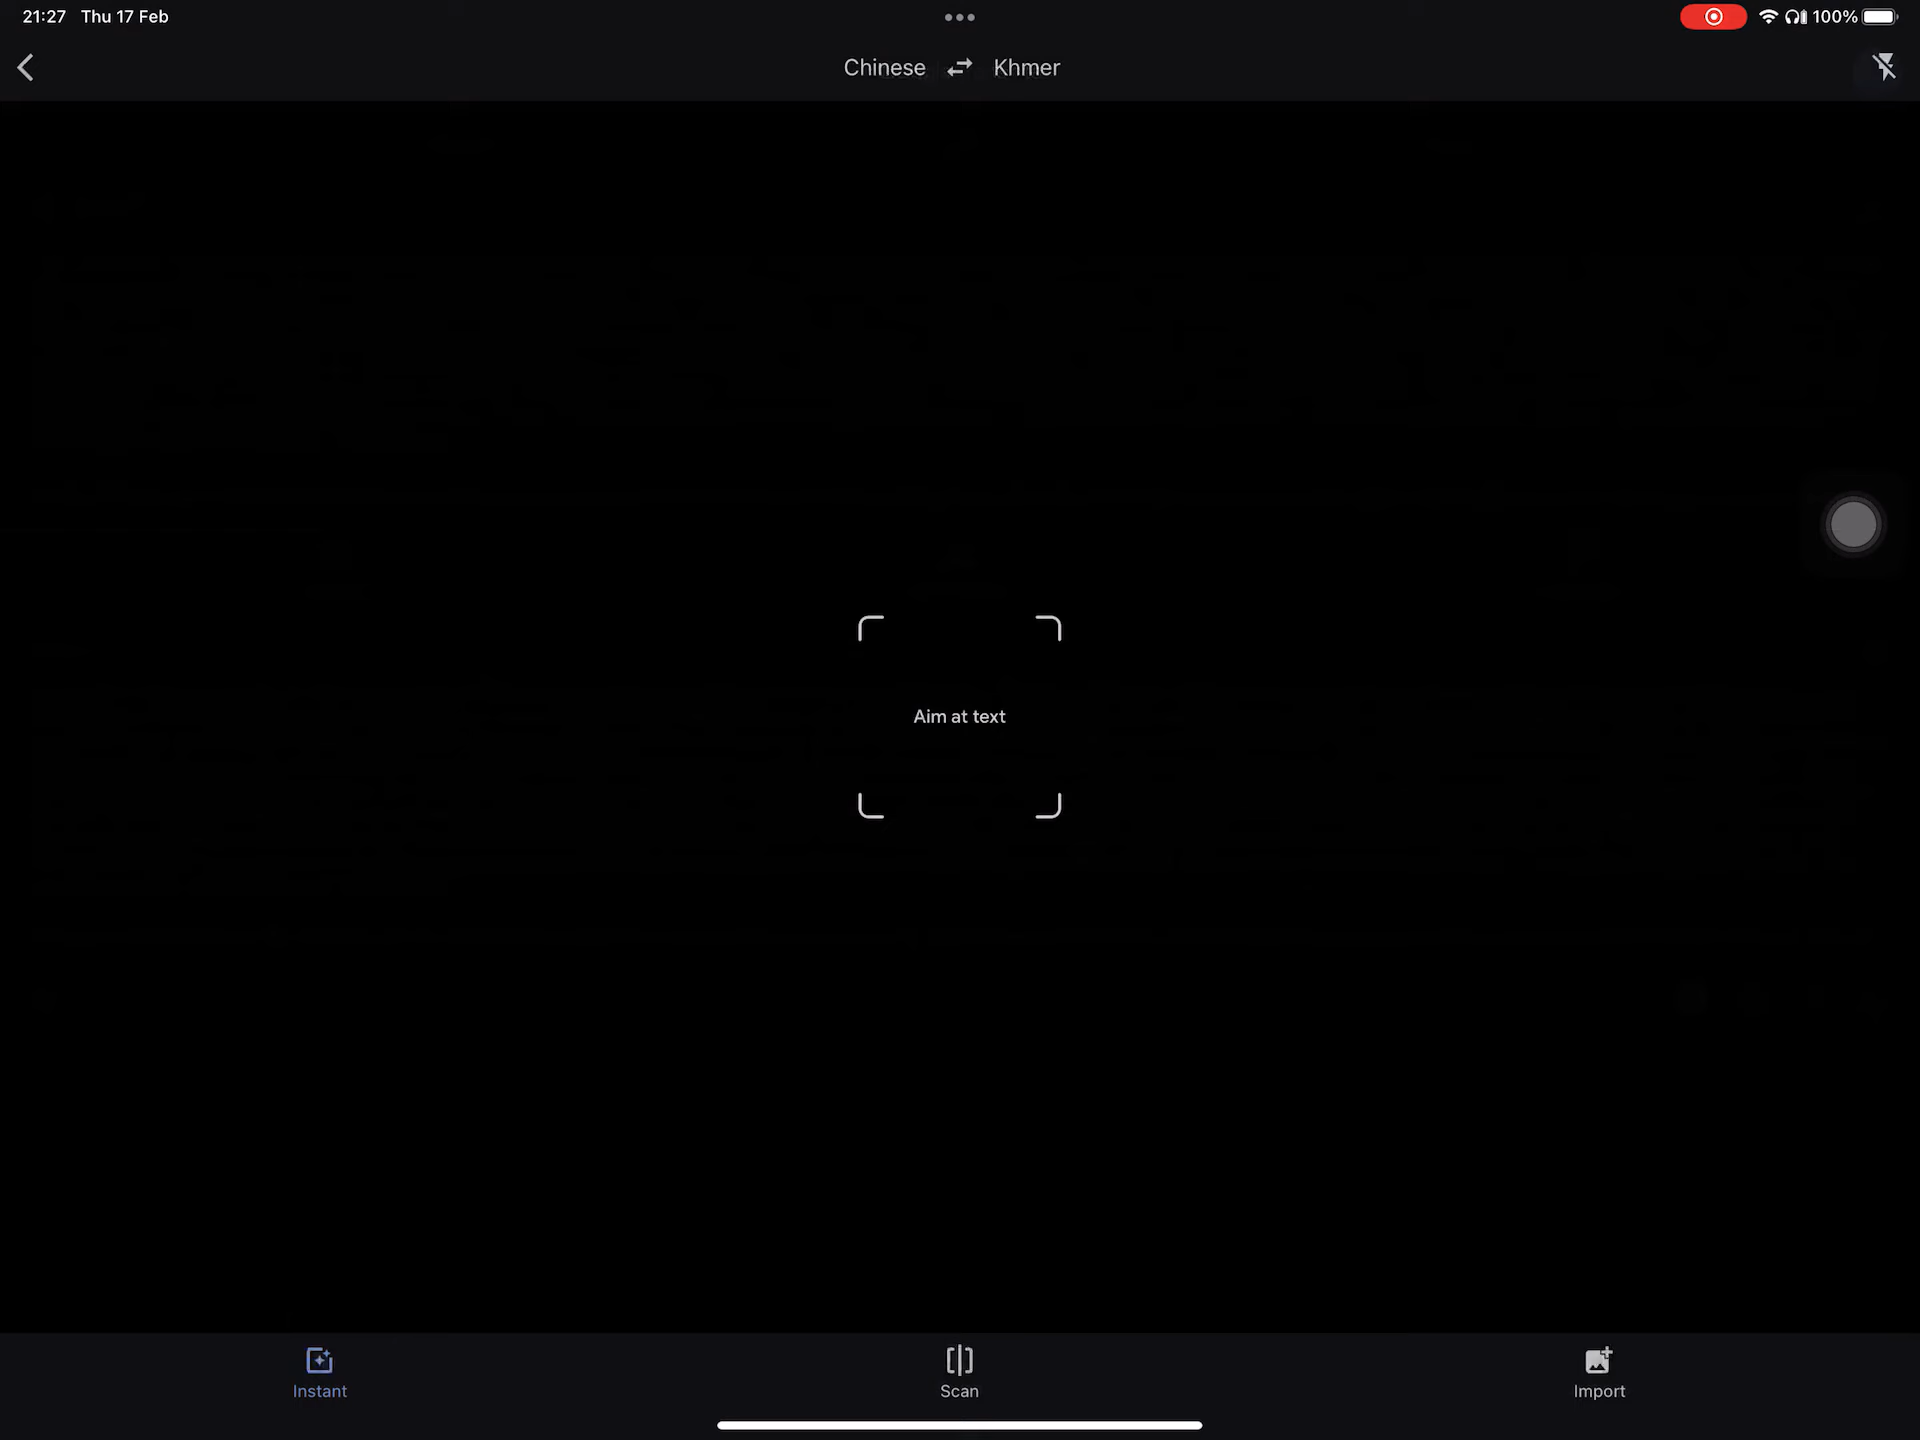 21:27 Thu 17 Feb
100%
Chinese Khmer
Aim at text
Instant
Scan
Import